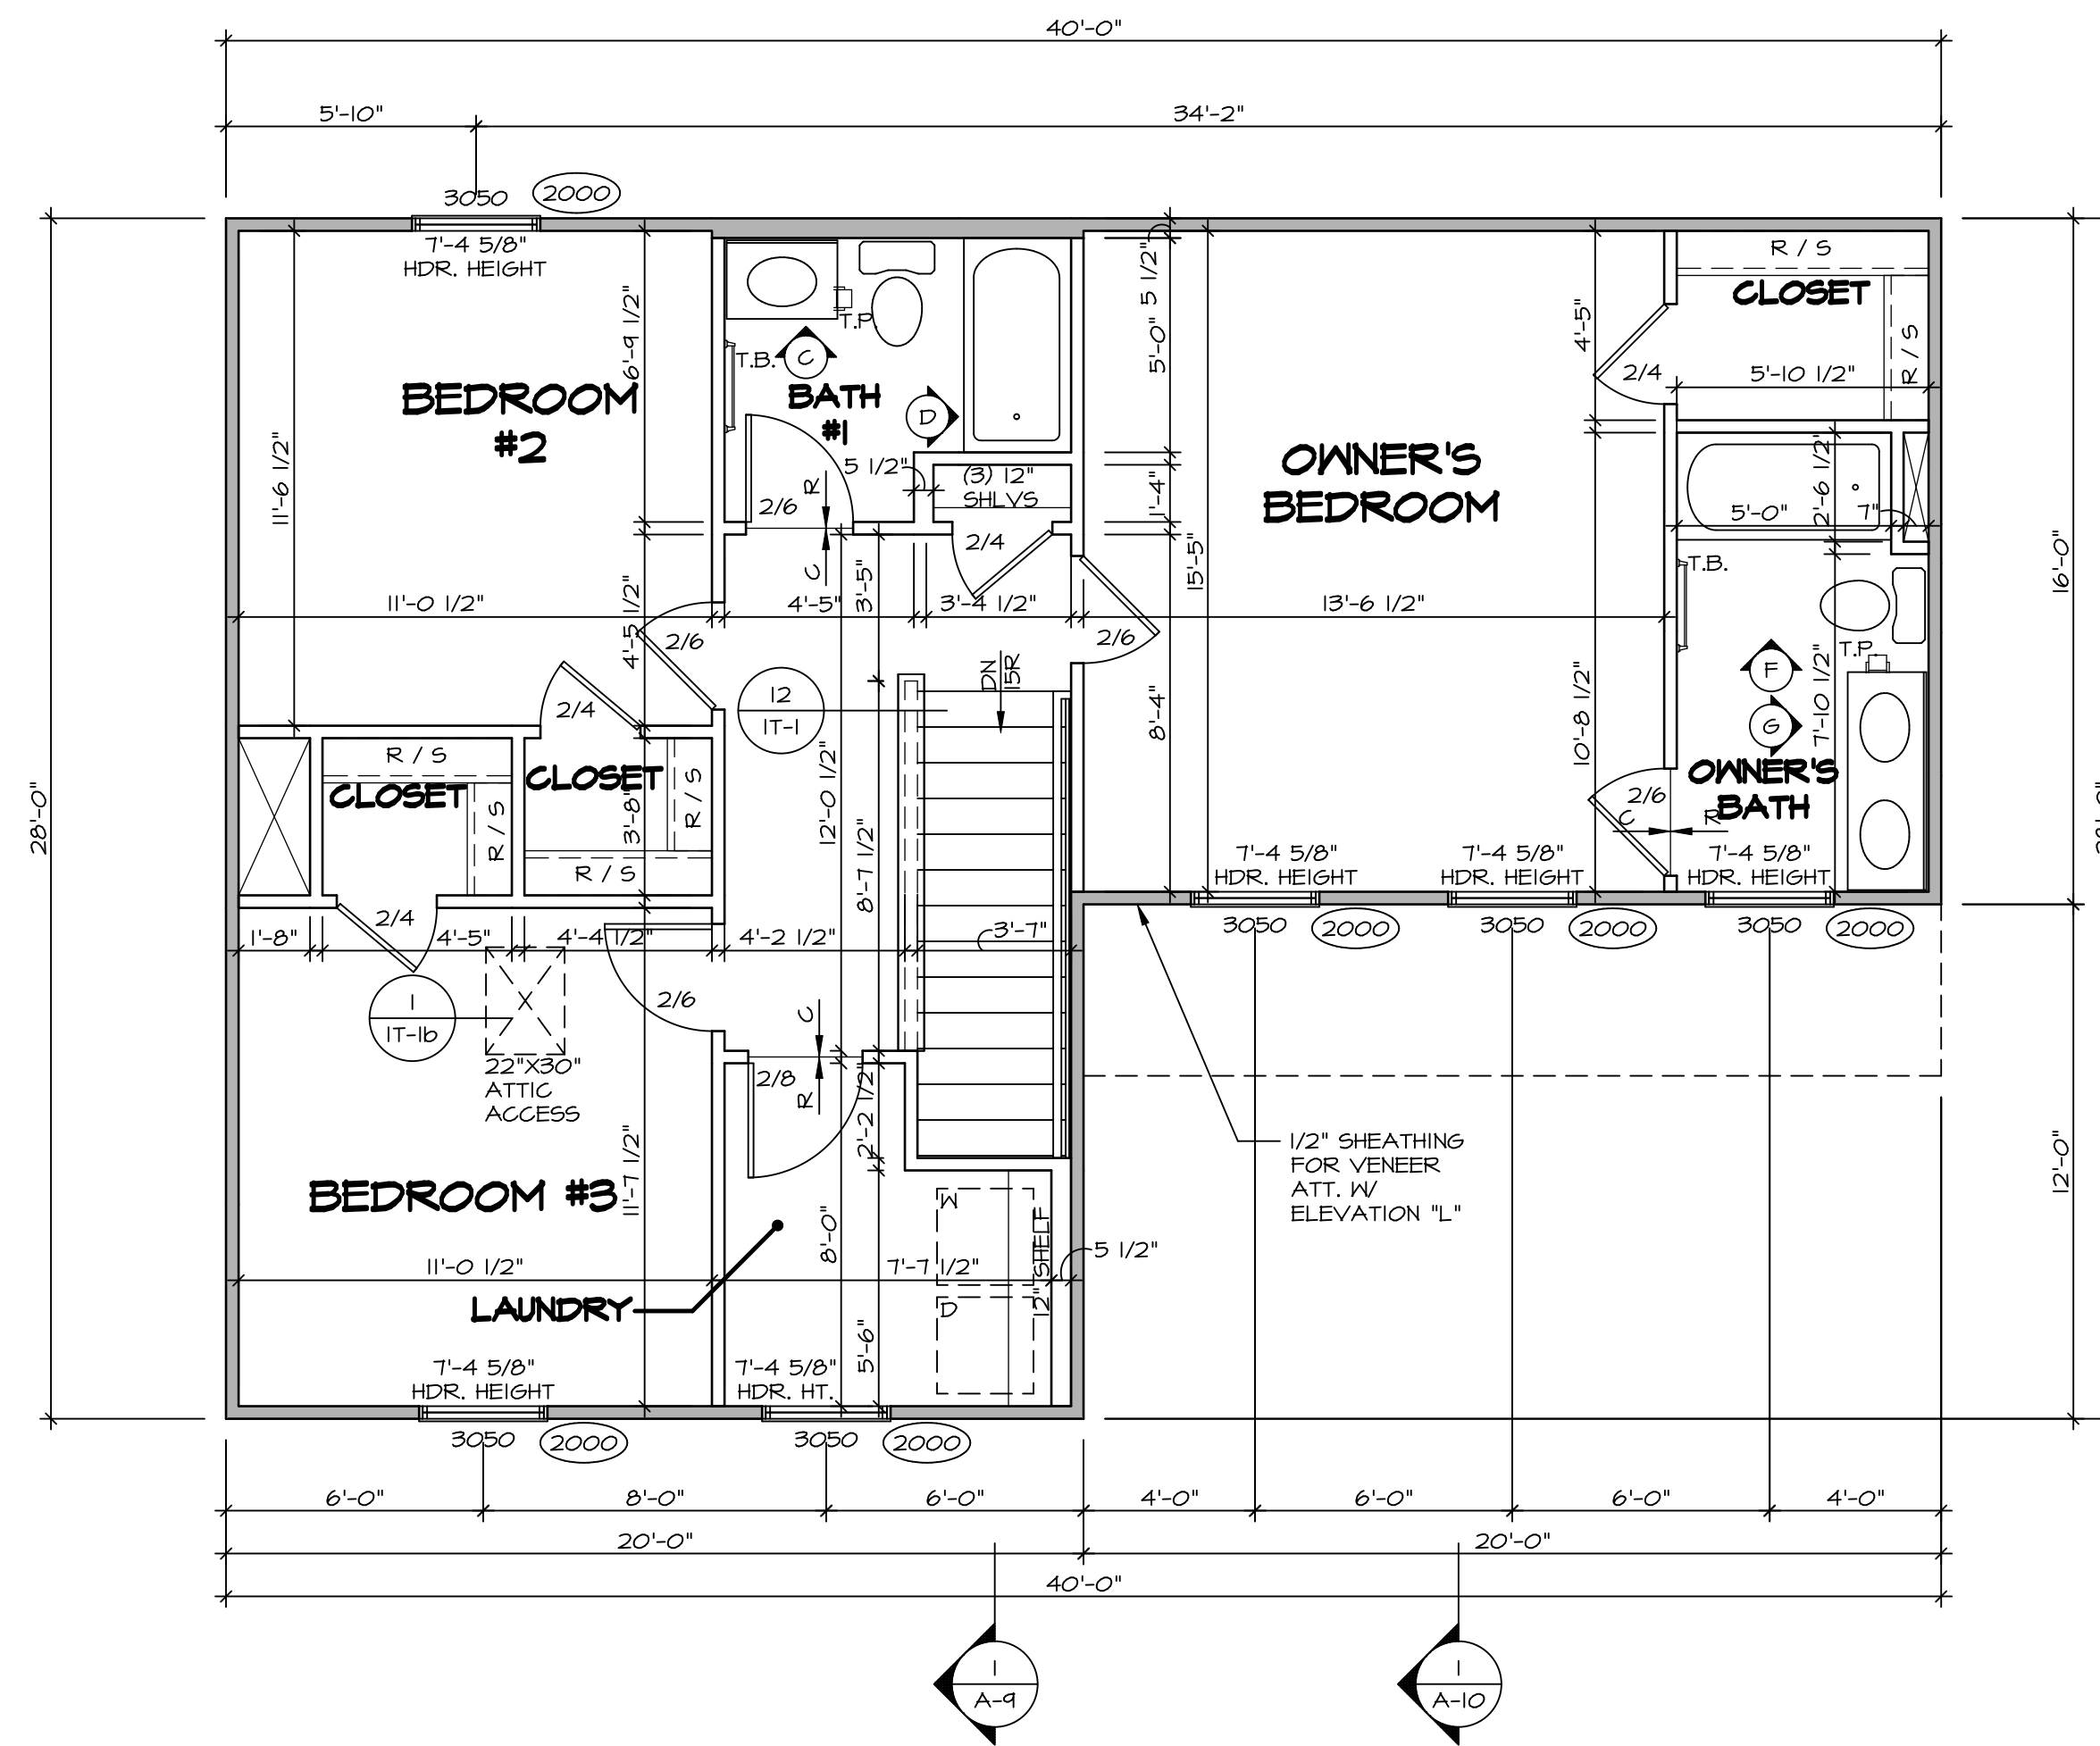 40'-0"
5'-10"
34'-2"
3050
2000
7'-4 5/8"
HDR. HEIGHT
R / S
CLOSET
R / S
4'-5"
2/4
5'-10 1/2"
6'-9 1/2"
T.P.
T.B.
C
BATH
#1
D
5 1/2"
5'-0"
1'-4"
BEDROOM
#2
11'-6 1/2"
OWNER'S
BEDROOM
5 1/2"
(3) 12"
SHLVS
R
2/6
C
2/4
15'-5"
2'-6 1/2"
5'-0"
7"
T.B.
16'-0"
11'-0 1/2"
4'-5"
3'-5"
3'-4 1/2"
13'-6 1/2"
4'-5 1/2"
2/6
2/6
T.P.
F
G
7'-10 1/2"
DN
15R
12
IT-1
2/4
8'-4"
10'-8 1/2"
R / S
CLOSET
R / S
CLOSET
R / S
R / S
3'-8"
12'-0 1/2"
8'-7 1/2"
OWNER'S
BATH
2/6
C
R
28'-0"
7'-4 5/8"
HDR. HEIGHT
7'-4 5/8"
HDR. HEIGHT
7'-4 5/8"
HDR. HEIGHT
3050
2000
3050
2000
3050
2000
2/4
1'-8"
4'-5"
4'-4 1/2"
4'-2 1/2"
3'-7"
1
IT-1b
2/6
C
22"X30"
ATTIC
ACCESS
2/8
R
2'-2 1/2"
1/2" SHEATHING
FOR VENEER
ATT. W/
ELEVATION "L"
12'-0"
BEDROOM #3
11'-7 1/2"
W
8'-0"
12" SHELF
5 1/2"
11'-0 1/2"
7'-7 1/2"
LAUNDRY
D
5'-6"
7'-4 5/8"
HDR. HEIGHT
7'-4 5/8"
HDR. HT.
3050
2000
3050
2000
6'-0"
8'-0"
6'-0"
4'-0"
6'-0"
6'-0"
4'-0"
20'-0"
20'-0"
40'-0"
1
A-9
1
A-10